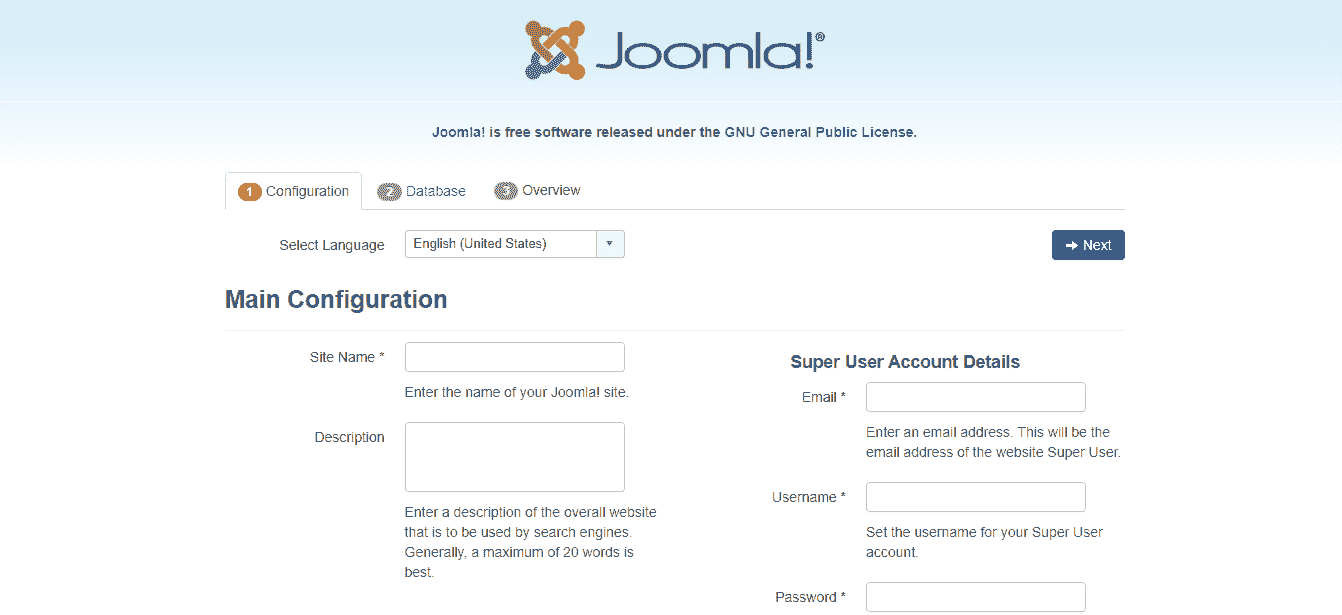 Joomla!®
Joomla! is free software released under the GNU General Public License.
1 Configuration
2 Database
3 Overview
Select Language
English (United States)
Next
Main Configuration
Site Name *
Enter the name of your Joomla! site.
Description
Enter a description of the overall website
that is to be used by search engines.
Generally, a maximum of 20 words is
best.
Super User Account Details
Email *
Enter an email address. This will be the
email address of the website Super User.
Username *
Set the username for your Super User
account.
Password *